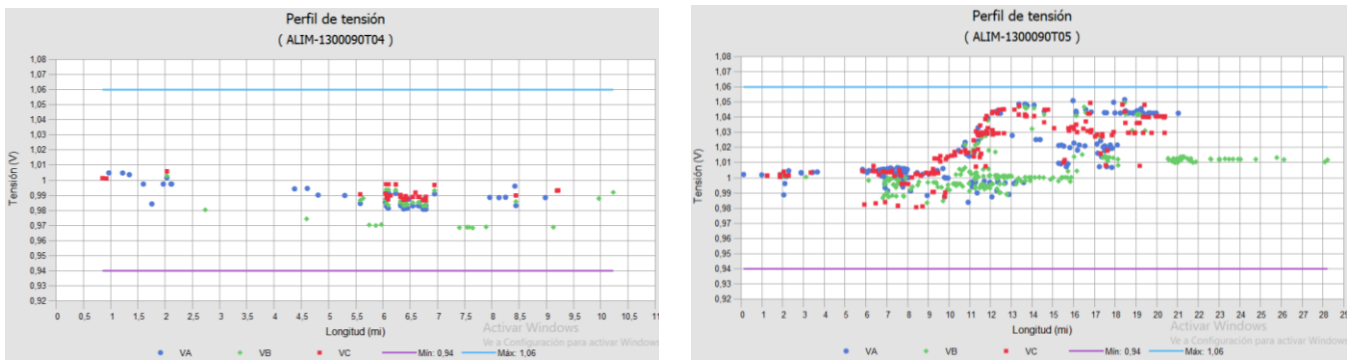 Perfil de tensión
( ALIM-1300090T04 )
1,08
1,07
1,06
1,05
1,04
1,03
1,02
1,01
1
0,99
0,98
0,97
0,96
0,95
0,94
0,93
0,92
Tensión (V)
0 0,5 1 1,5 2 2,5 3 3,5 4 4,5 5 5,5 6 6,5 7 7,5 8 8,5 9 9,5 10 10,5 11
Longitud (mi)
Activar Windows
Ve a Configuración para activar Windows
VA VB VC Mín: 0,94 Máx: 1,06
Perfil de tensión
( ALIM-1300090T05 )
1,08
1,07
1,06
1,05
1,04
1,03
1,02
1,01
1
0,99
0,98
0,97
0,96
0,95
0,94
0,93
0,92
Tensión (V)
0 1 2 3 4 5 6 7 8 9 10 11 12 13 14 15 16 17 18 19 20 21 22 23 24 25 26 27 28 29
Longitud (mi)
Activar Windows
Ve a Configuración para activar Windows
VA VB VC Mín: 0,94 Máx: 1,06